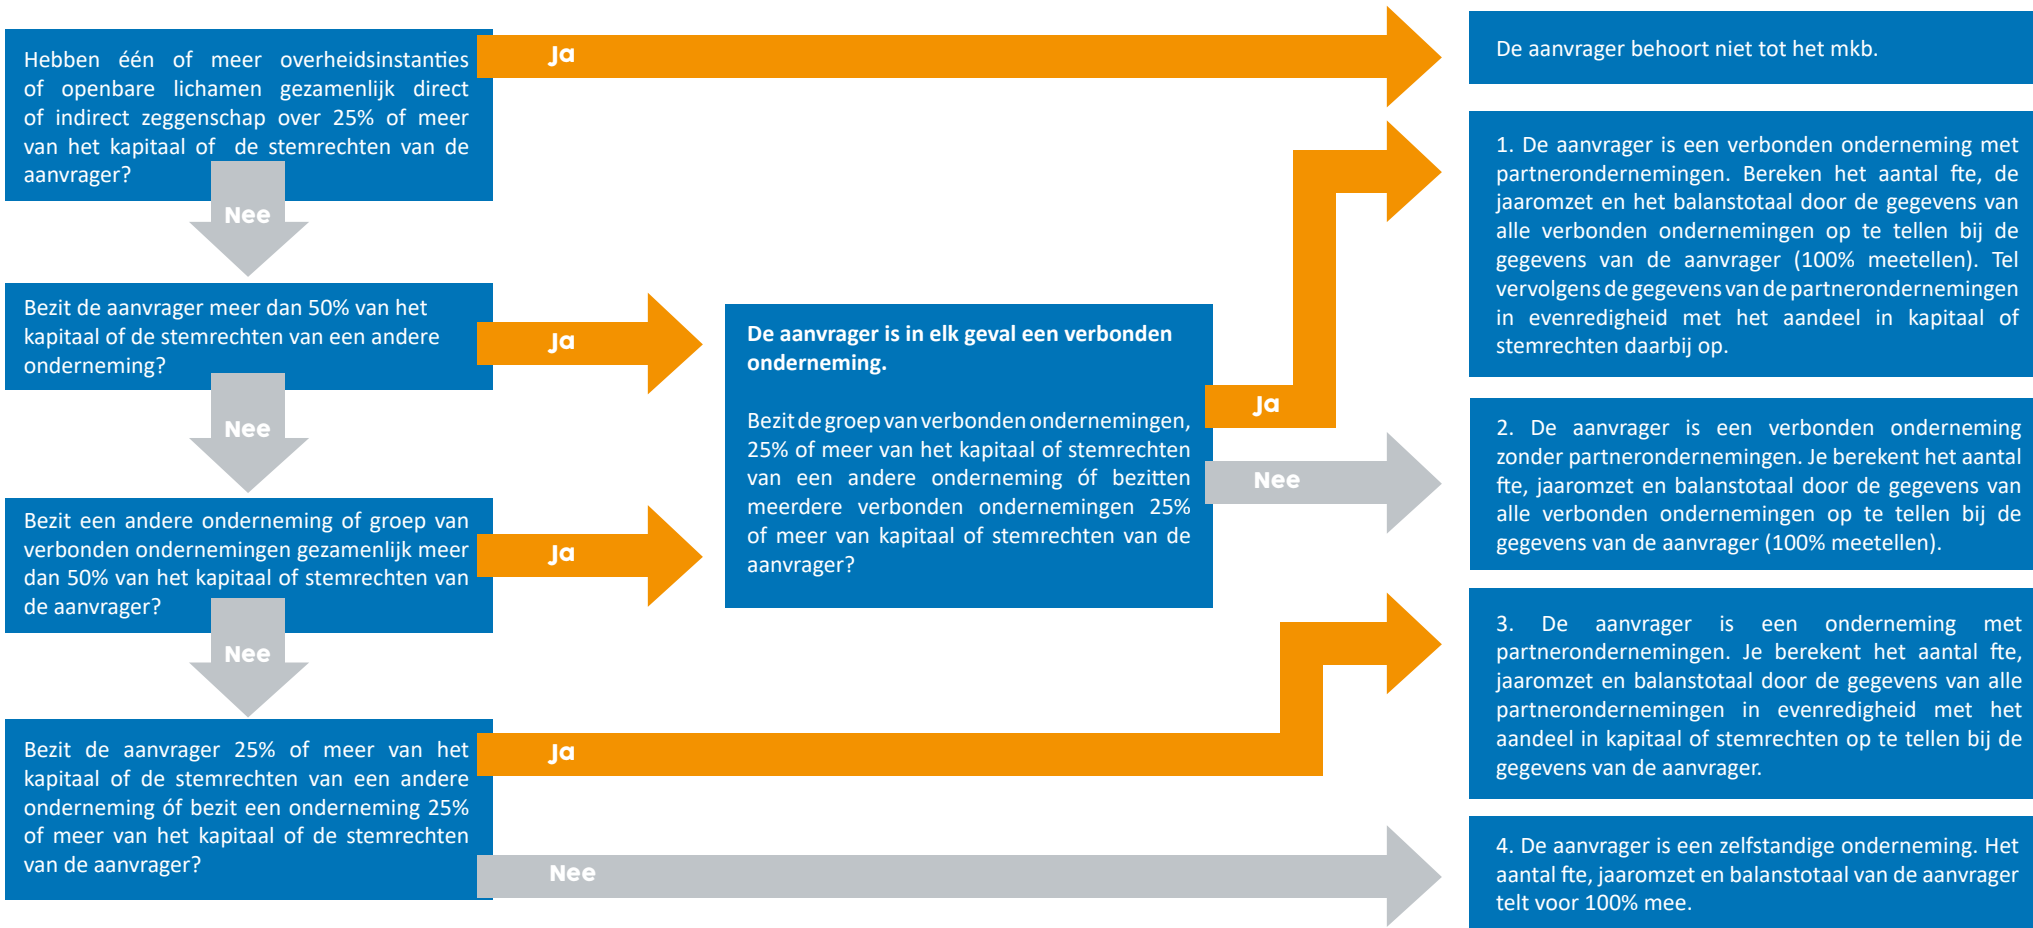 Hebben één of meer overheidsinstanties
of openbare lichamen gezamenlijk direct
of indirect zeggenschap over 25% of meer
van het kapitaal of de stemrechten van de
aanvrager?
Ja
De aanvrager behoort niet tot het mkb.
Nee
Bezit de aanvrager meer dan 50% van het
kapitaal of de stemrechten van een andere
onderneming?
Ja
Nee
Bezit een andere onderneming of groep van
verbonden ondernemingen gezamenlijk meer
dan 50% van het kapitaal of stemrechten van
de aanvrager?
Ja
Nee
De aanvrager is in elk geval een verbonden
onderneming.
Bezit de groep van verbonden ondernemingen,
25% of meer van het kapitaal of stemrechten
van een andere onderneming óf bezitten
meerdere verbonden ondernemingen 25%
of meer van kapitaal of stemrechten van de
aanvrager?
Ja
1. De aanvrager is een verbonden onderneming met
partnerondernemingen. Bereken het aantal fte, de
jaaromzet en het balanstotaal door de gegevens van
alle verbonden ondernemingen op te tellen bij de
gegevens van de aanvrager (100% meetellen). Tel
vervolgens de gegevens van de partnerondernemingen
in evenredigheid met het aandeel in kapitaal of
stemrechten daarbij op.
Nee
2. De aanvrager is een verbonden onderneming
zonder partnerondernemingen. Je berekent het aantal
fte, jaaromzet en balanstotaal door de gegevens van
alle verbonden ondernemingen op te tellen bij de
gegevens van de aanvrager (100% meetellen).
Bezit de aanvrager 25% of meer van het
kapitaal of de stemrechten van een andere
onderneming óf bezit een onderneming 25%
of meer van het kapitaal of de stemrechten
van de aanvrager?
Ja
3. De aanvrager is een onderneming met
partnerondernemingen. Je berekent het aantal fte,
jaaromzet en balanstotaal door de gegevens van alle
partnerondernemingen in evenredigheid met het
aandeel in kapitaal of stemrechten op te tellen bij de
gegevens van de aanvrager.
Nee
4. De aanvrager is een zelfstandige onderneming. Het
aantal fte, jaaromzet en balanstotaal van de aanvrager
telt voor 100% mee.